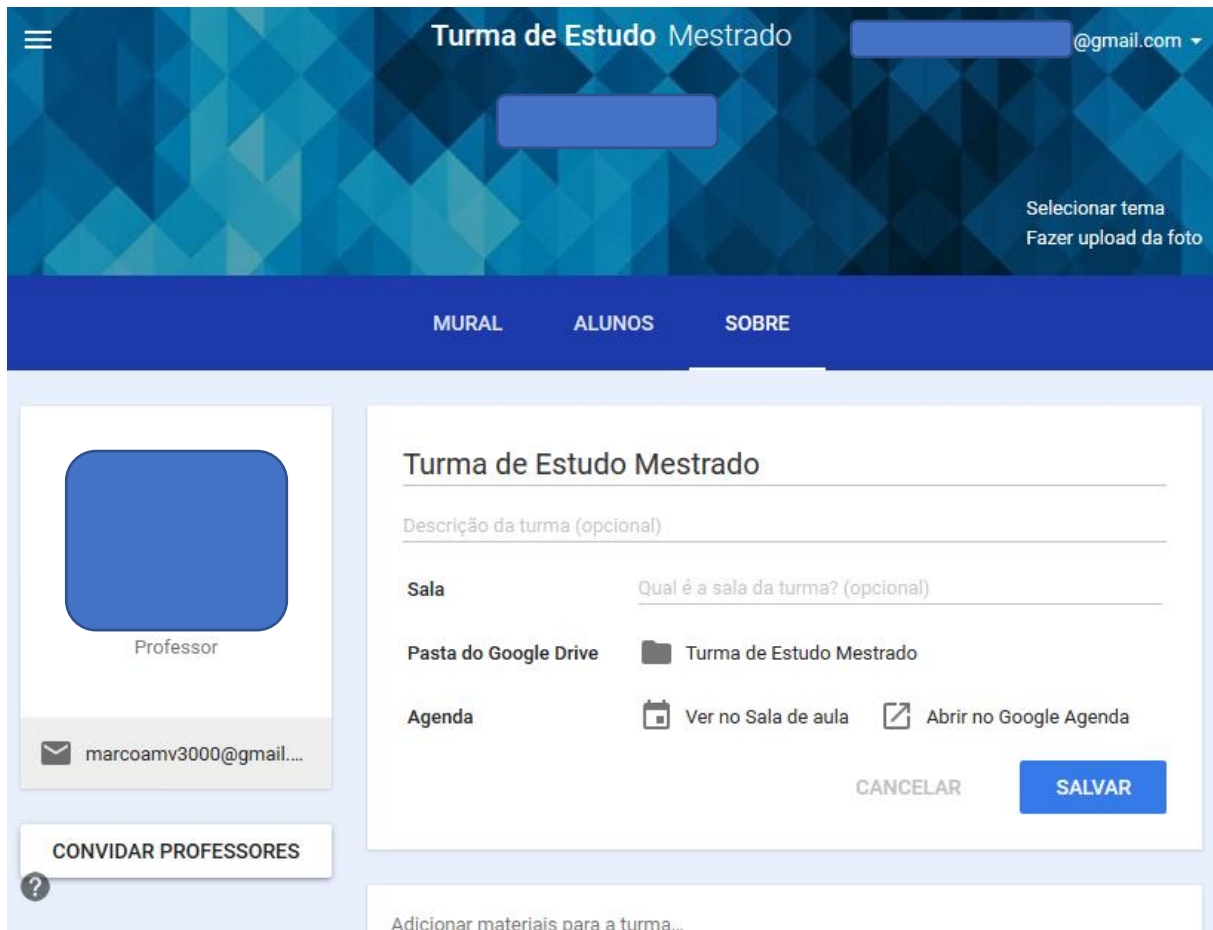 Turma de Estudo Mestrado
@gmail.com
Selecionar tema
Fazer upload da foto
MURAL ALUNOS SOBRE
Professor
marcoamv3000@gmail....
CONVIDAR PROFESSORES
?
Turma de Estudo Mestrado
Descrição da turma (opcional)
Sala Qual é a sala da turma? (opcional)
Pasta do Google Drive Turma de Estudo Mestrado
Agenda Ver no Sala de aula Abrir no Google Agenda
CANCELAR SALVAR
Adicionar materiais para a turma...